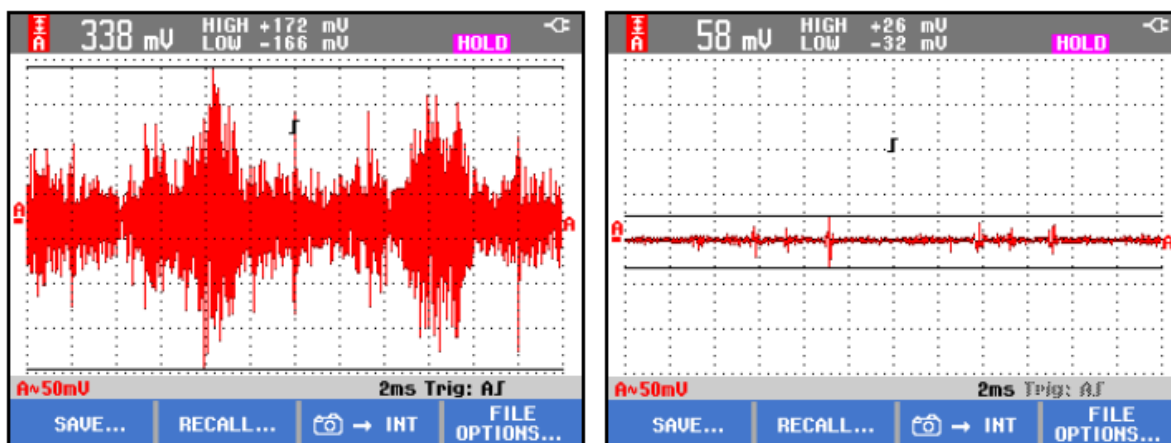 A 338 mV HIGH +172 mV
LOW -166 mV
HOLD
A
A
A~50mV 2ms Trig: A
SAVE... RECALL... → INT FILE OPTIONS...
A 58 mV HIGH +26 mV
LOW -32 mV
HOLD
A
A
A~50mV 2ms Trig: A
SAVE... RECALL... → INT FILE OPTIONS...